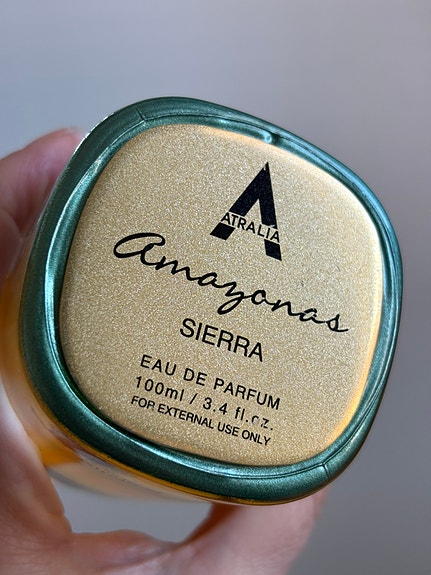 ATRALIA
Amazonas
SIERRA
EAU DE PARFUM
100ml / 3.4 fl.oz.
FOR EXTERNAL USE ONLY